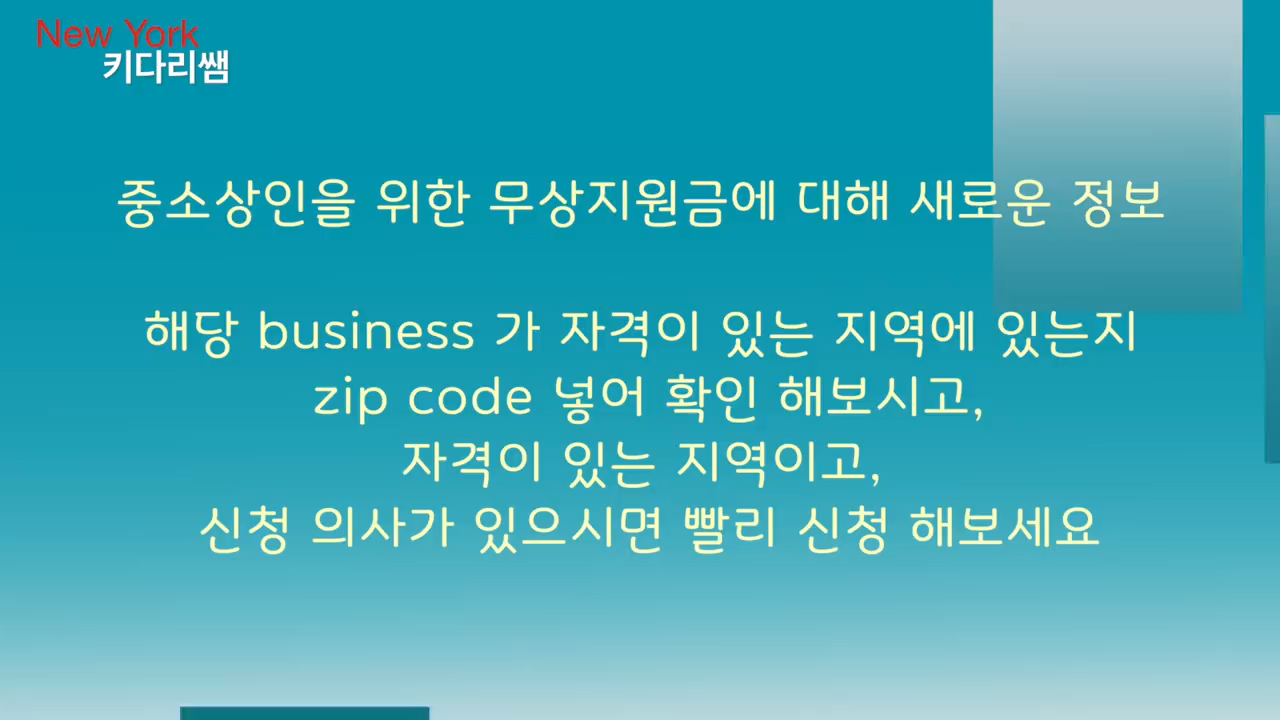 New York
키다리쌤
중소상인을 위한 무상지원금에 대해 새로운 정보
해당 business 가 자격이 있는 지역에 있는지
zip code 넣어 확인 해보시고,
자격이 있는 지역이고,
신청 의사가 있으시면 빨리 신청 해보세요